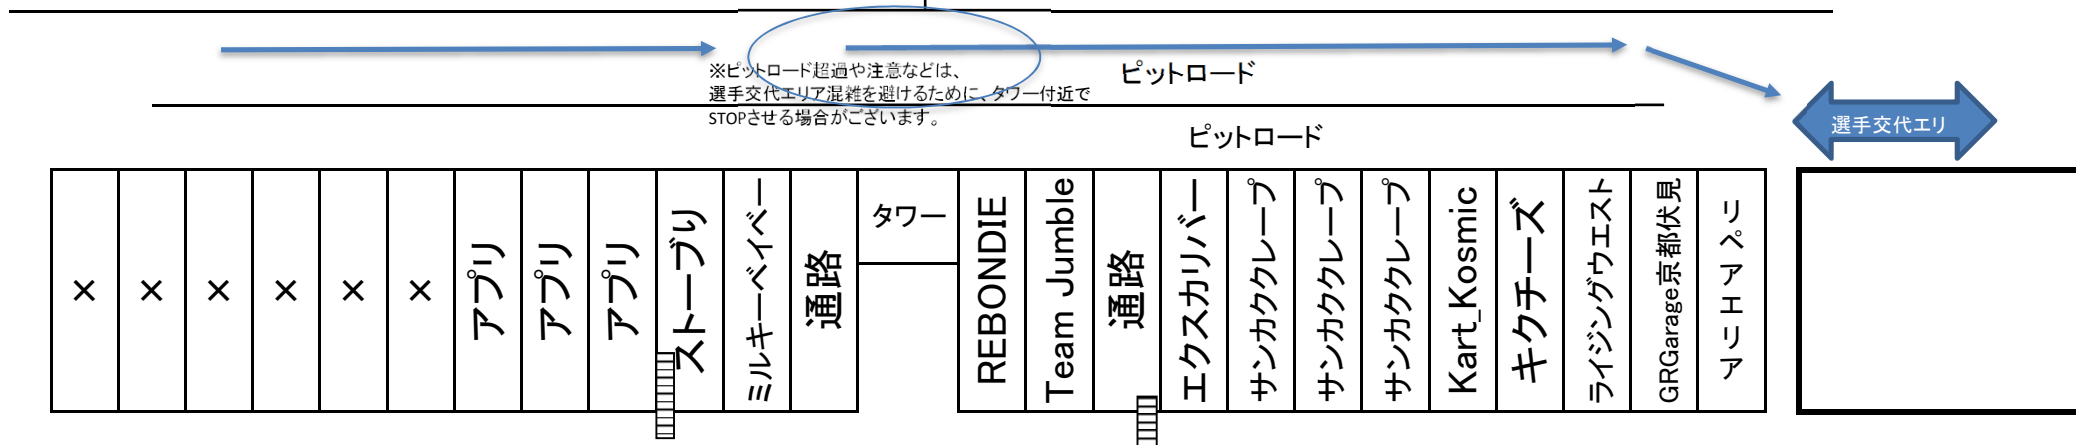 ※ピットロード超過や注意などは、
選手交代エリア混雑を避けるために、タワー付近で
STOPさせる場合がございます。
ピットロード
ピットロード
選手交代エリ
×
×
×
×
×
×
アプリ
アプリ
アプリ
ストーブリ
ミルキーベイベー
通路
タワー
REBONDIE
Team Jumble
通路
エクスカリバー
サンカククレープ
サンカククレープ
サンカククレープ
Kart_Kosmic
キクチーズ
ライジングウエスト
GRGarage京都伏見
リペアエリア